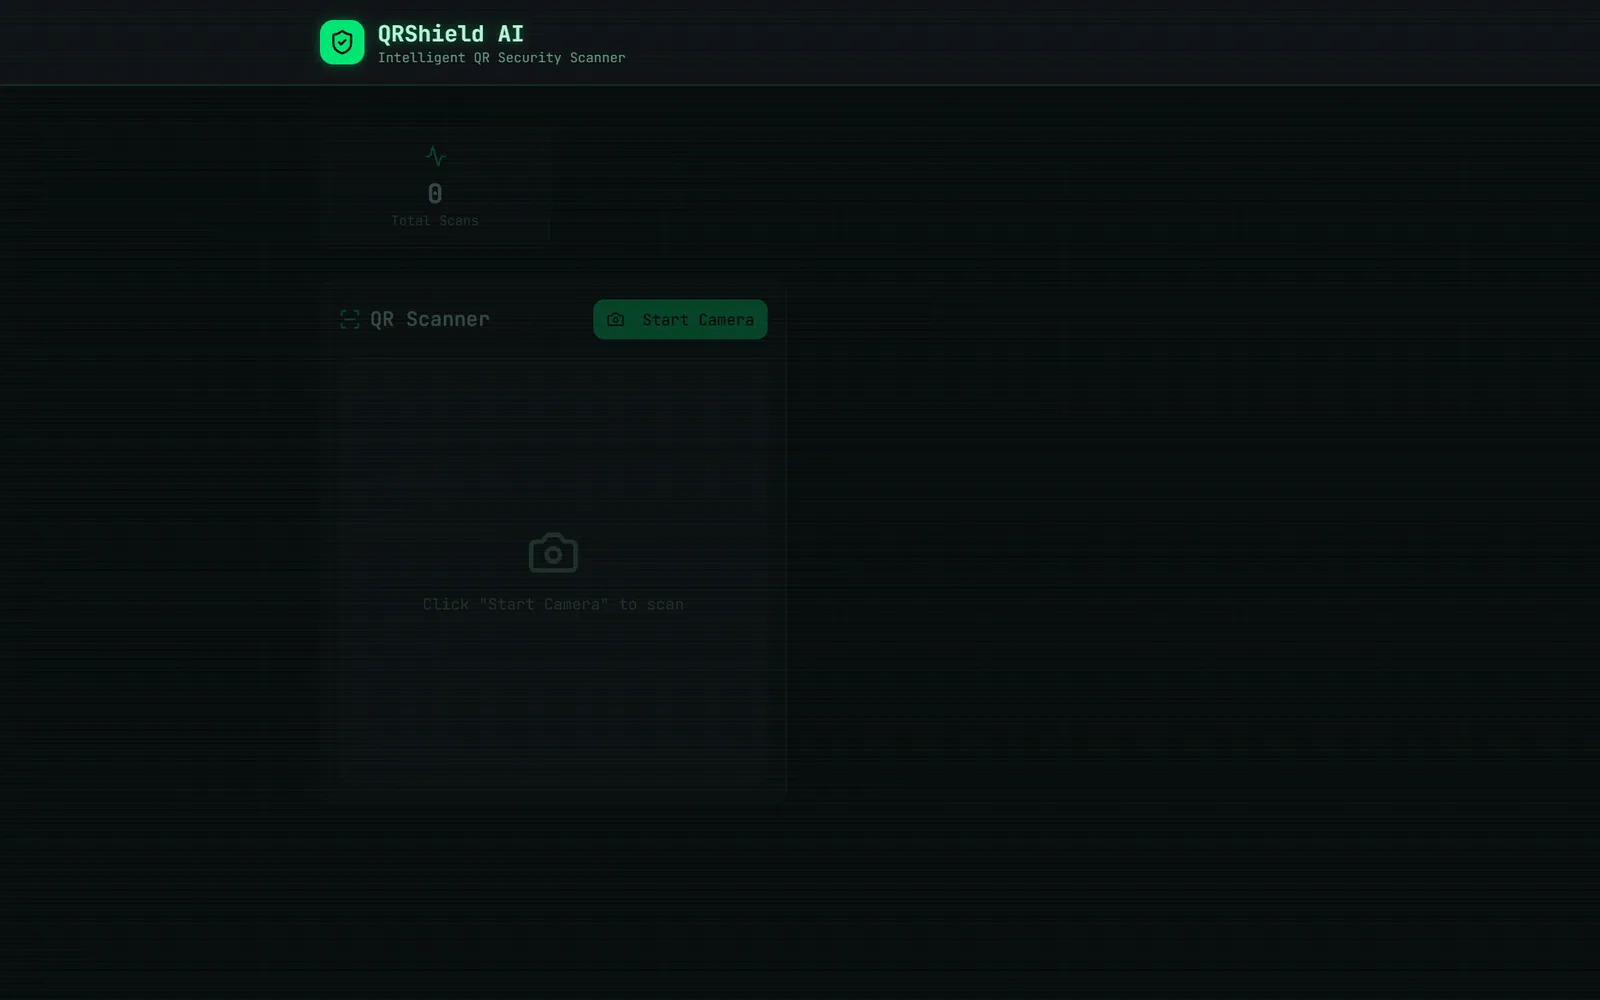 QRShield AI
Intelligent QR Security Scanner
0
Total Scans
QR Scanner
Start Camera
Click "Start Camera" to scan